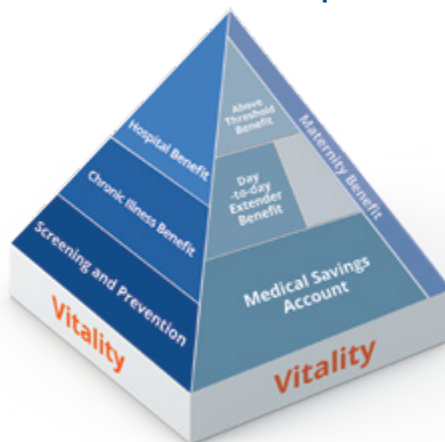 Hospital Benefit
Chronic Illness Benefit
Screening and Prevention
Above
Threshold
Benefit
Day
-to-day
Extender
Benefit
Medical Savings
Account
Maternity Benefit
Vitality
Vitality